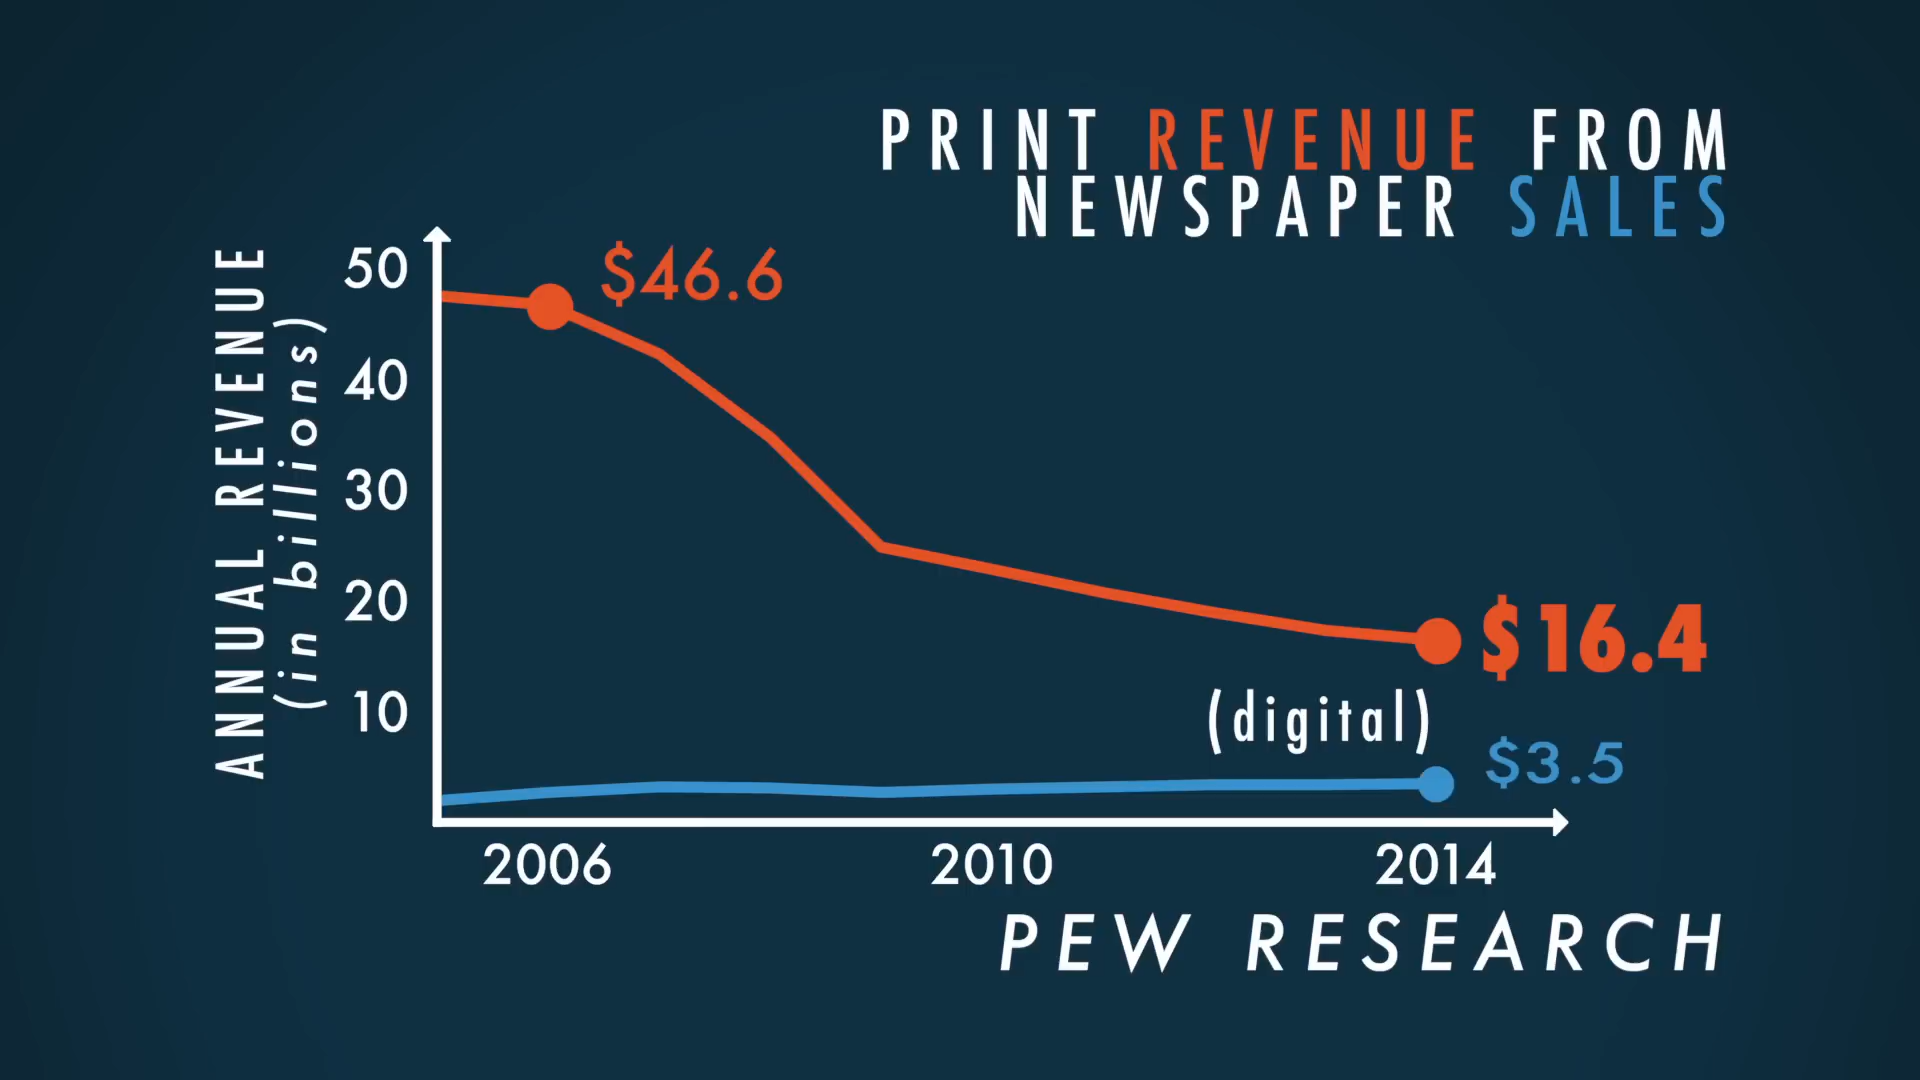 PRINT REVENUE FROM
NEWSPAPER SALES
ANNUAL REVENUE
(in billions)
50
40
30
20
10
$46.6
$16.4
(digital)
$3.5
2006
2010
2014
PEW RESEARCH